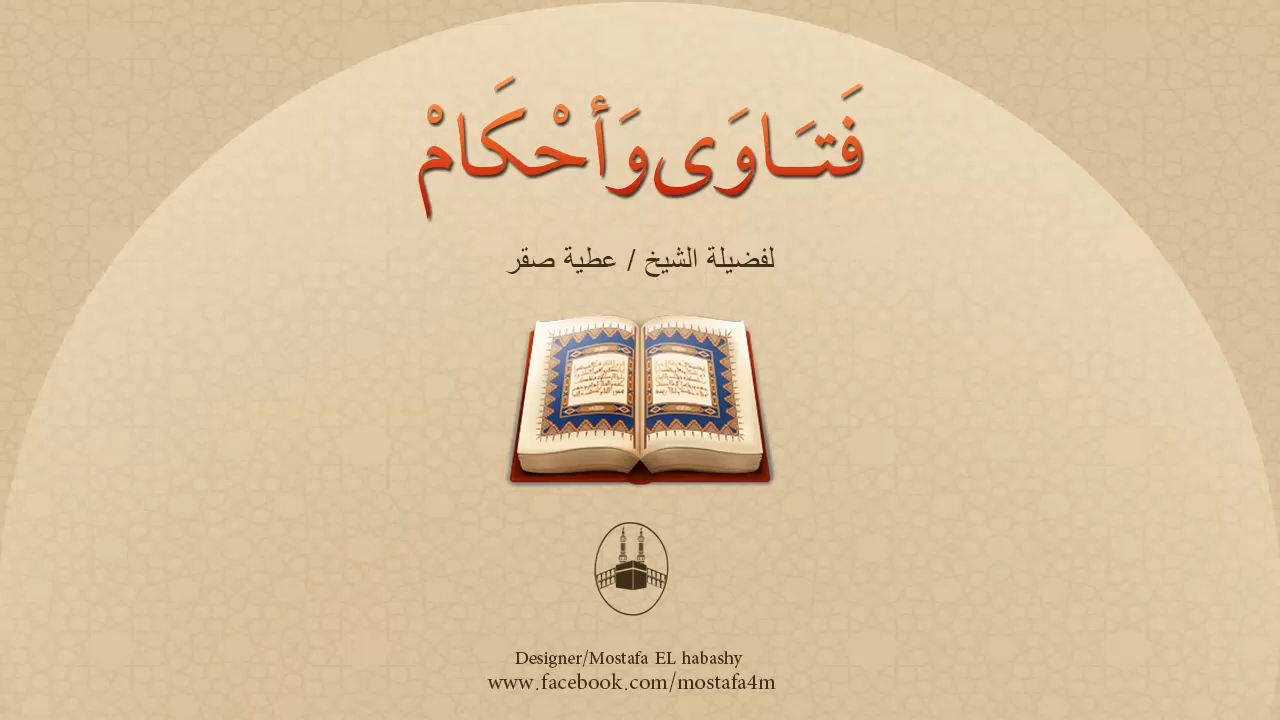 فَتَاوَى وَأَحْكَامْ
لفضيلة الشيخ / عطية صقر
Designer/Mostafa EL habashy
www.facebook.com/mostafa4m